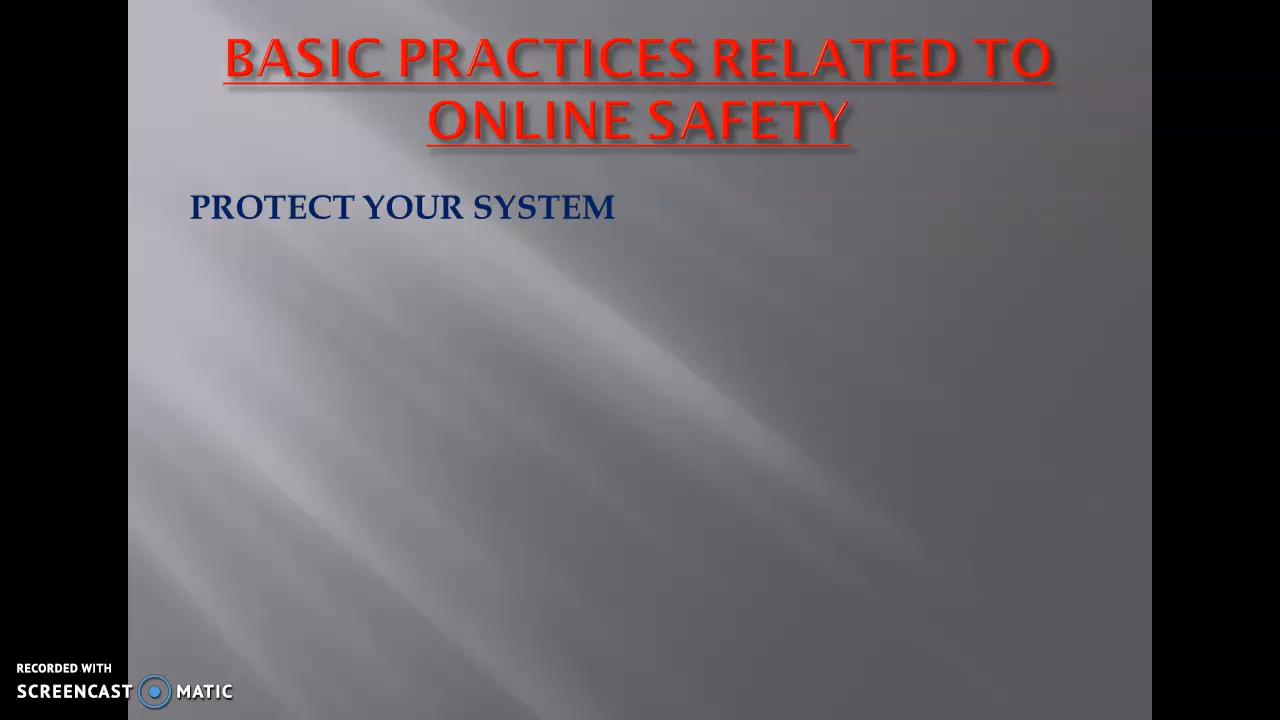 BASIC PRACTICES RELATED TO
ONLINE SAFETY
PROTECT YOUR SYSTEM
RECORDED WITH
SCREENCAST MATIC